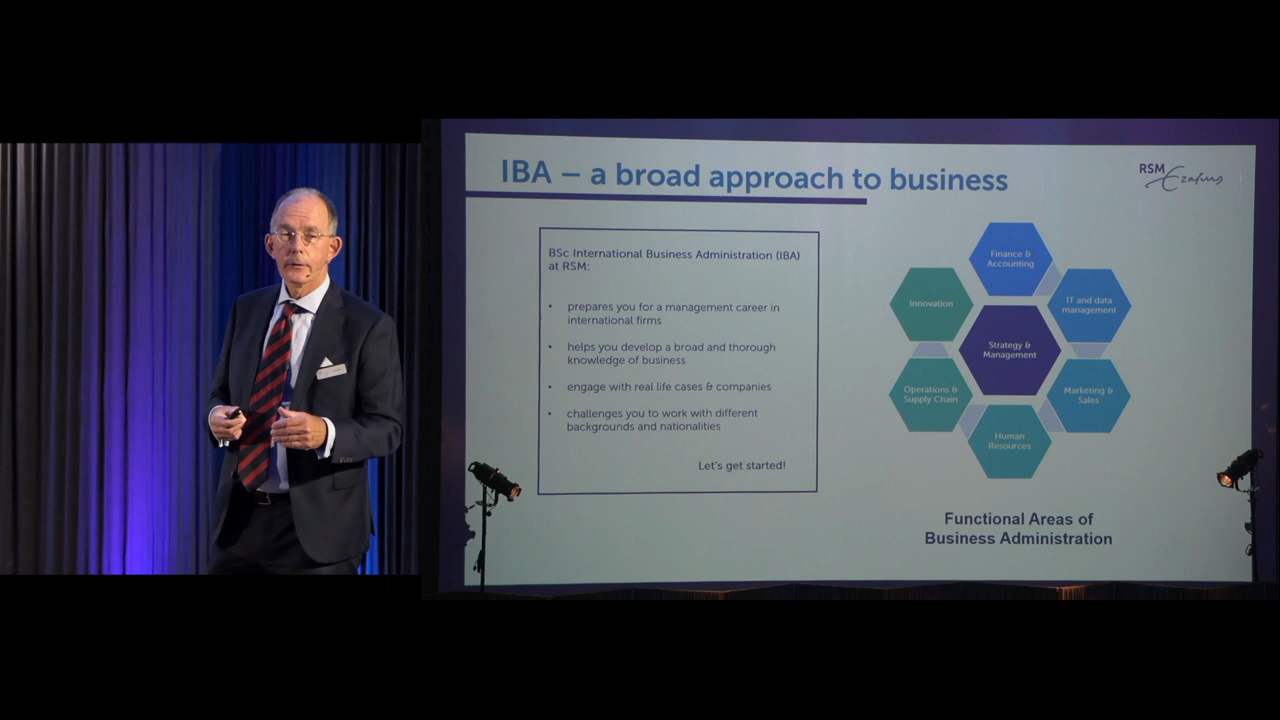 IBA – a broad approach to business
RSM
Erasmus
BSc International Business Administration (IBA)
at RSM:
• prepares you for a management career in
international firms
• helps you develop a broad and thorough
knowledge of business
• engage with real life cases & companies
• challenges you to work with different
backgrounds and nationalities
Let's get started!
Finance &
Accounting
Innovation
IT and data
management
Strategy &
Management
Operations &
Supply Chain
Marketing &
Sales
Human
Resources
Functional Areas of
Business Administration